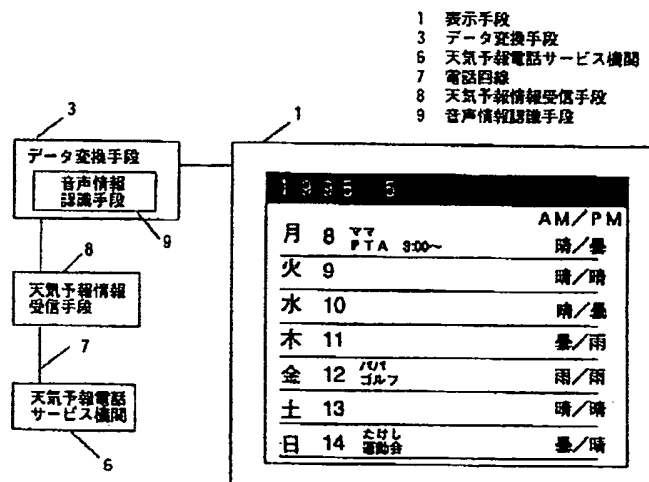 1 表示手段
3 データ変換手段
6 天気予報電話サービス機関
7 電話回線
8 天気予報情報受信手段
9 音声情報認識手段
3
1
データ変換手段
音声情報
認識手段
9
8
天気予報情報
受信手段
7
天気予報電話
サービス機関
6
1995 5
AM/PM
月 8 ママ
PTA 3:00~ 晴/曇
火 9 晴/晴
水 10 晴/曇
木 11 曇/雨
金 12 パパ
ゴルフ 雨/雨
土 13 晴/晴
日 14 たけし
運動会 曇/晴